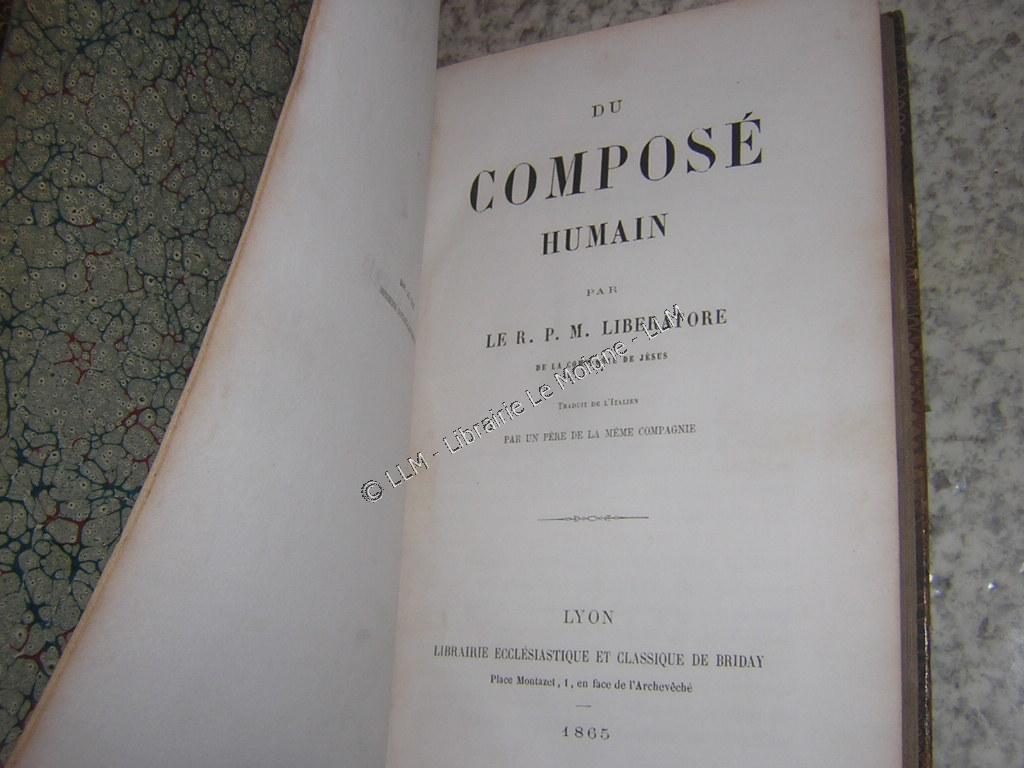 DU
COMPOSÉ
HUMAIN
PAR
LE R. P. M. LIBERATORE
DE LA COMPAGNIE DE JÉSUS
TRADUIT DE L'ITALIEN
PAR UN PÈRE DE LA MÊME COMPAGNIE
LYON
LIBRAIRIE ECCLÉSIASTIQUE ET CLASSIQUE DE BRIDAY
Place Montazet, 1, en face de l'Archevêché
1865
© LLM - Librairie Le Moigne - LLM